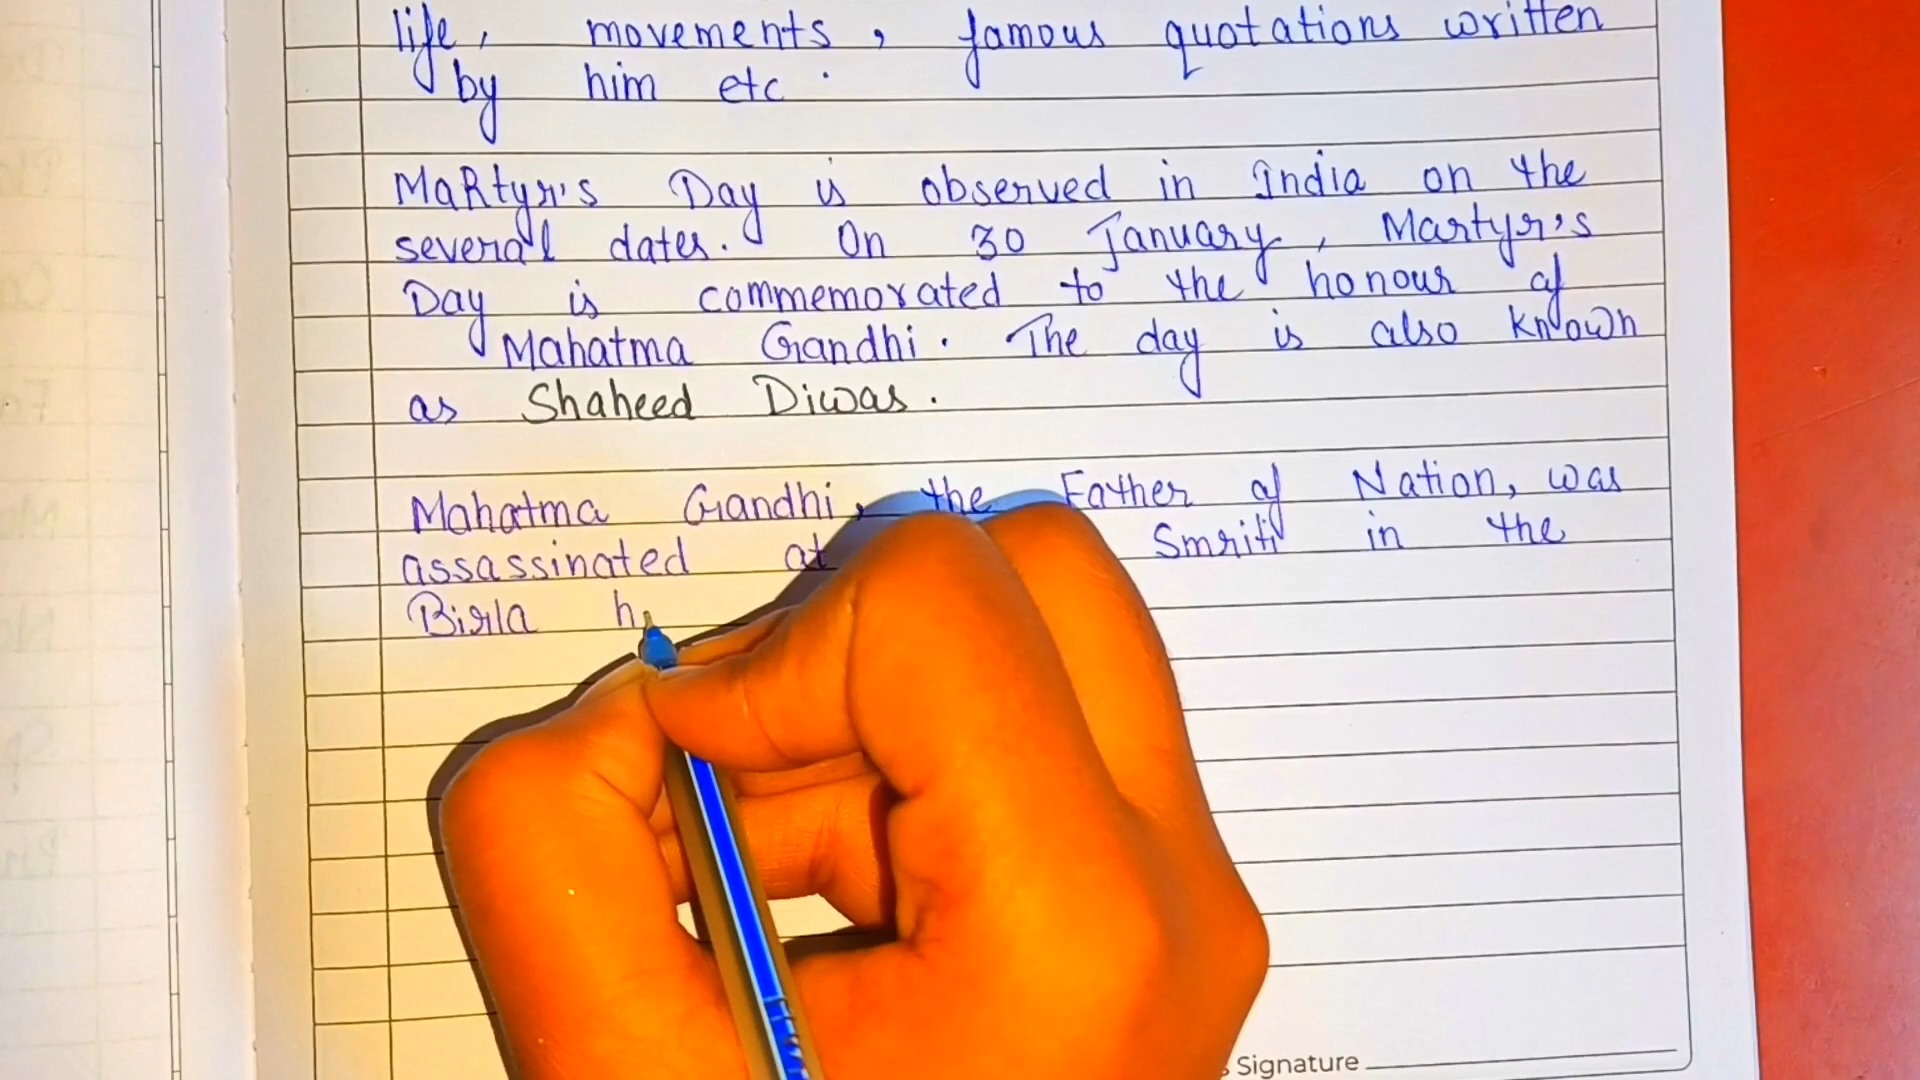 life, movements, famous quotations written
by him etc.
MaRtyr's Day is observed in India on the
several dates. On 30 January, Martyr's
Day is commemorated to the honour of
Mahatma Gandhi. The day is also known
as Shaheed Diwas.
Mahatma Gandhi, the Father of Nation, was
assassinated at Smriti in the
Birla
Signature